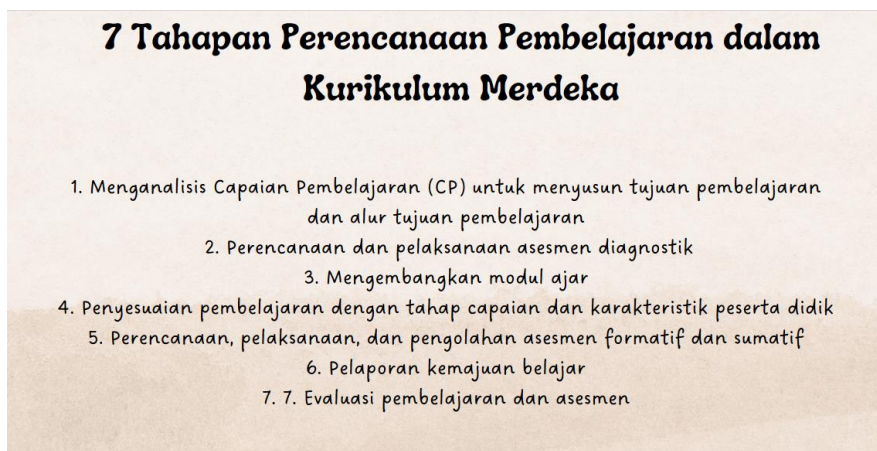 7 Tahapan Perencanaan Pembelajaran dalam
Kurikulum Merdeka
1. Menganalisis Capaian Pembelajaran (CP) untuk menyusun tujuan pembelajaran
dan alur tujuan pembelajaran
2. Perencanaan dan pelaksanaan asesmen diagnostik
3. Mengembangkan modul ajar
4. Penyesuaian pembelajaran dengan tahap capaian dan karakteristik peserta didik
5. Perencanaan, pelaksanaan, dan pengolahan asesmen formatif dan sumatif
6. Pelaporan kemajuan belajar
7. 7. Evaluasi pembelajaran dan asesmen